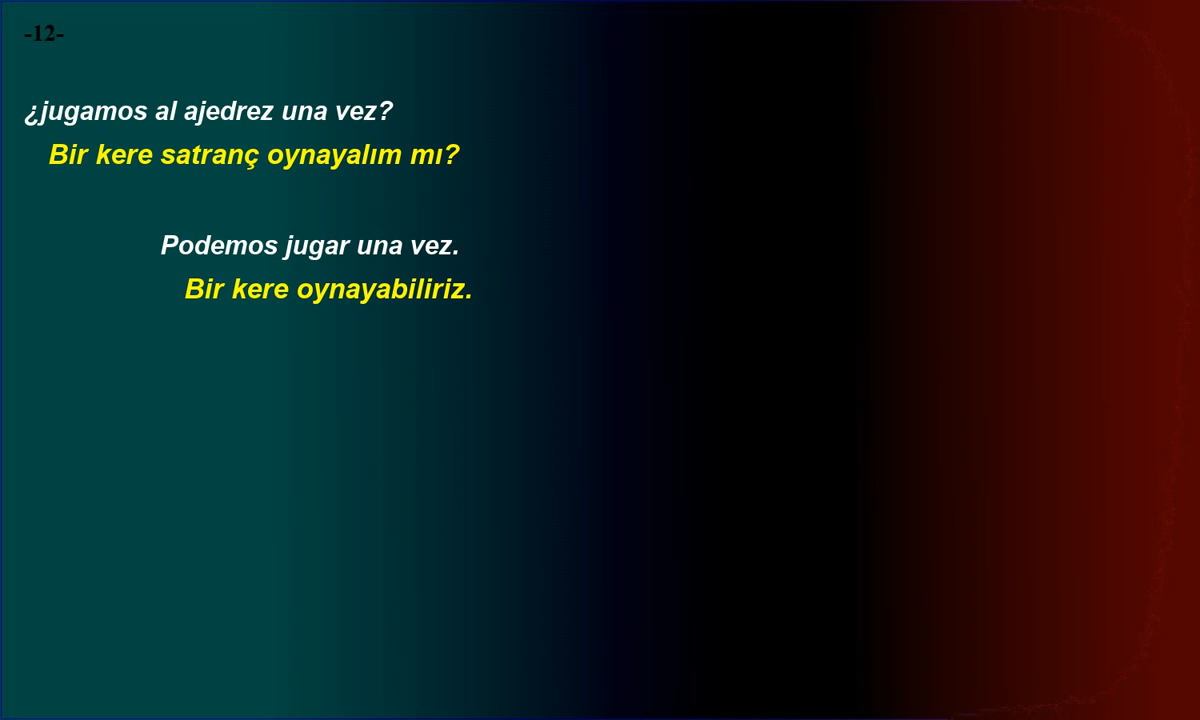 -12-
¿jugamos al ajedrez una vez?
Bir kere satranç oynayalım mı?
Podemos jugar una vez.
Bir kere oynayabiliriz.